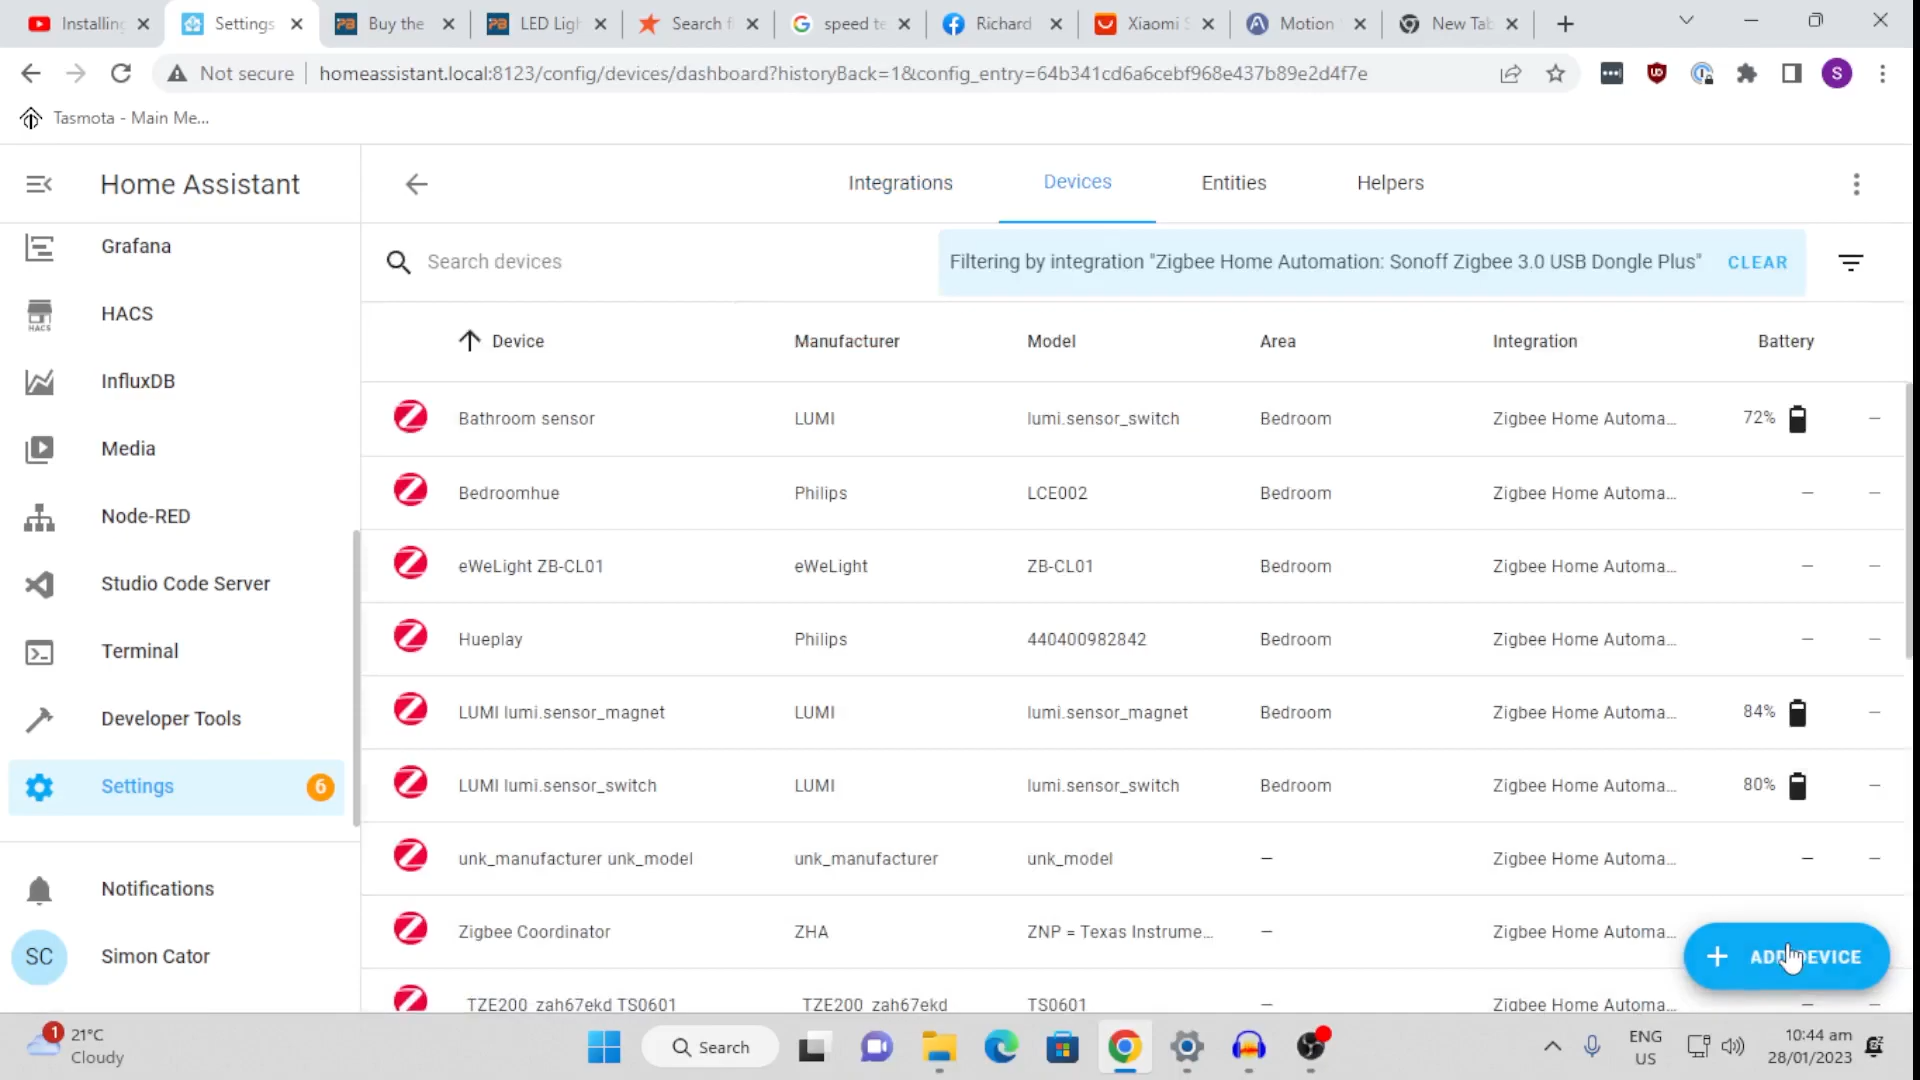 Installing
Settings
Buy the
LED Ligh
Search f
speed te
Richard
Xiaomi S
Motion
New Tab
Not secure
homeassistant.local:8123/config/devices/dashboard?historyBack=1&config_entry=64b341cd6a6cebf968e437b89e2d4f7e
S
Tasmota - Main Me...
Home Assistant
Integrations
Devices
Entities
Helpers
Grafana
HACS
HACS
InfluxDB
Media
Node-RED
Studio Code Server
Terminal
Developer Tools
Settings
6
Notifications
SC
Simon Cator
Search devices
Filtering by integration "Zigbee Home Automation: Sonoff Zigbee 3.0 USB Dongle Plus"
CLEAR
Device Manufacturer Model Area Integration Battery
Bathroom sensor LUMI lumi.sensor_switch Bedroom Zigbee Home Automa... 72% –
Bedroomhue Philips LCE002 Bedroom Zigbee Home Automa... – –
eWeLight ZB-CL01 eWeLight ZB-CL01 Bedroom Zigbee Home Automa... – –
Hueplay Philips 440400982842 Bedroom Zigbee Home Automa... – –
LUMI lumi.sensor_magnet LUMI lumi.sensor_magnet Bedroom Zigbee Home Automa... 84% –
LUMI lumi.sensor_switch LUMI lumi.sensor_switch Bedroom Zigbee Home Automa... 80% –
unk_manufacturer unk_model unk_manufacturer unk_model – Zigbee Home Automa... – –
Zigbee Coordinator ZHA ZNP = Texas Instrume... – Zigbee Home Automa...
_TZE200_zah67ekd TS0601 _TZE200_zah67ekd TS0601 – Zigbee Home Automa... – –
+ ADD DEVICE
1
21°C
Cloudy
Search
ENG
US
10:44 am
28/01/2023